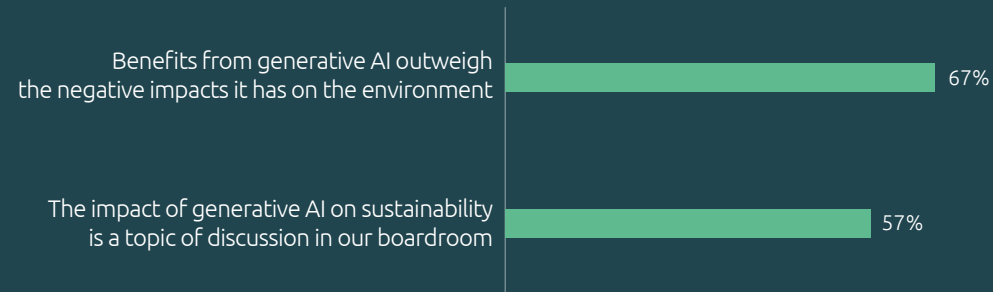 Benefits from generative AI outweigh
the negative impacts it has on the environment
67%
The impact of generative AI on sustainability
is a topic of discussion in our boardroom
57%